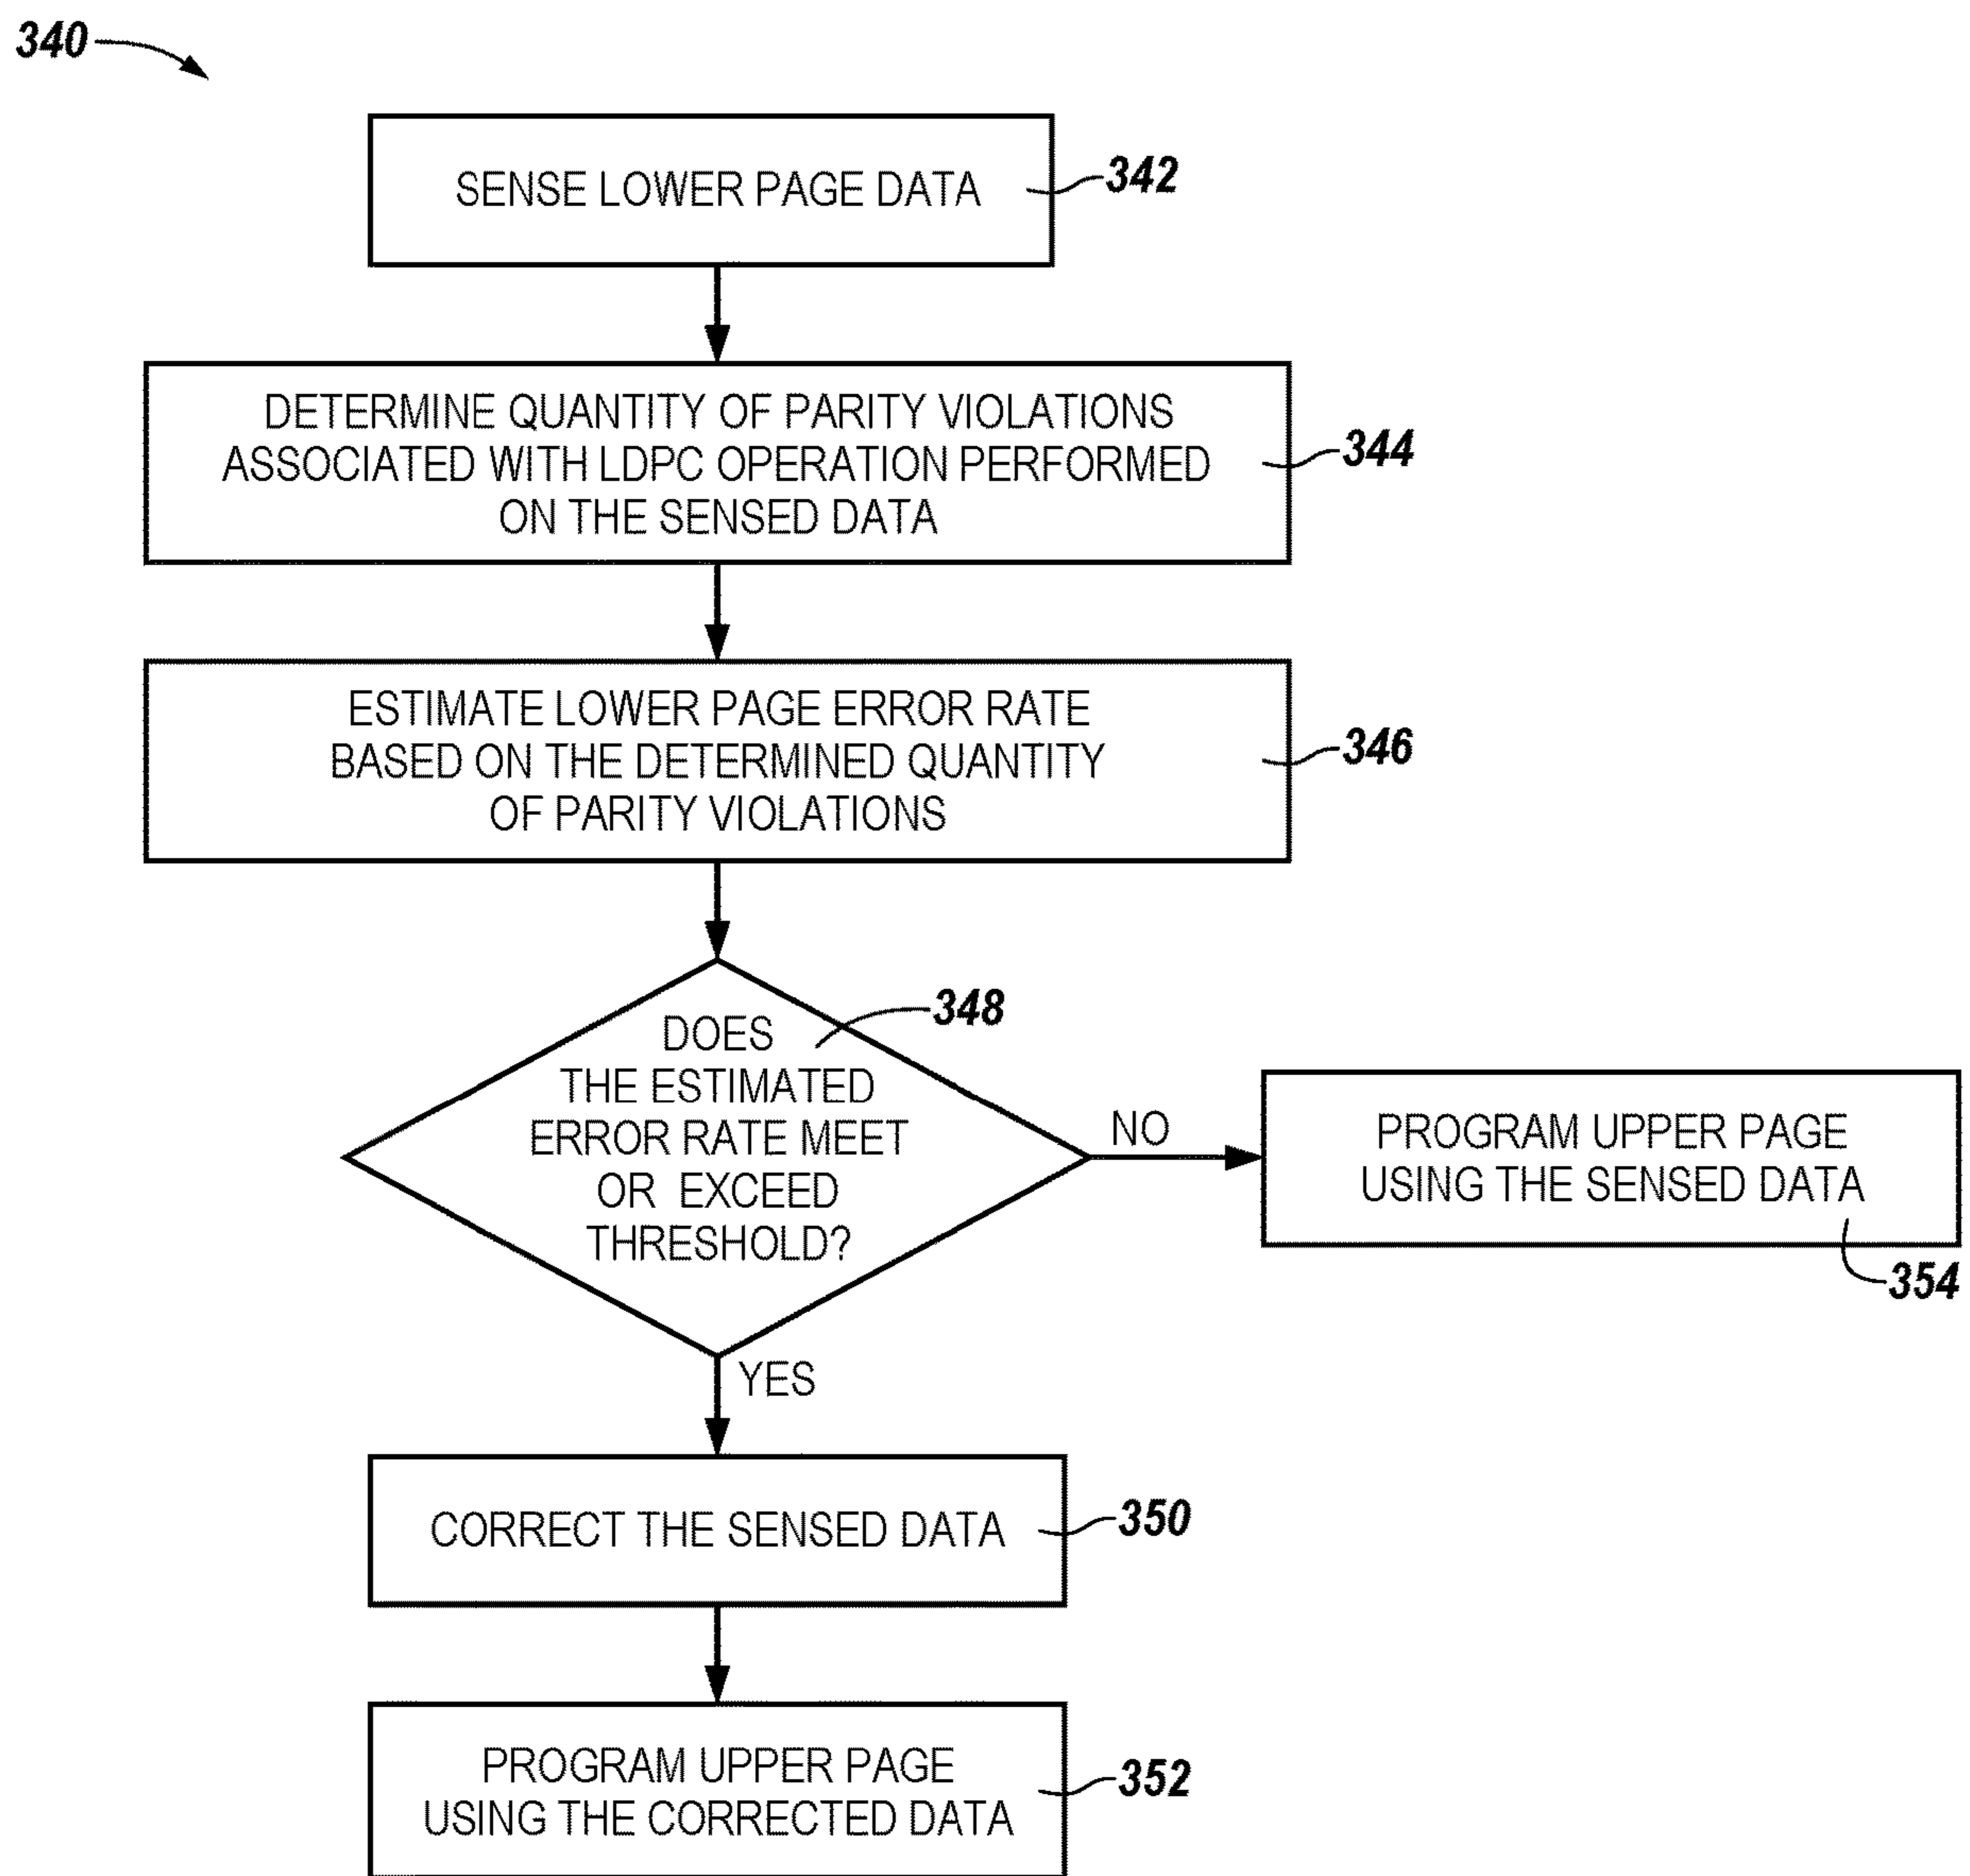 340
SENSE LOWER PAGE DATA
342
DETERMINE QUANTITY OF PARITY VIOLATIONS
ASSOCIATED WITH LDPC OPERATION PERFORMED
ON THE SENSED DATA
344
ESTIMATE LOWER PAGE ERROR RATE
BASED ON THE DETERMINED QUANTITY
OF PARITY VIOLATIONS
346
348
DOES
THE ESTIMATED
ERROR RATE MEET
OR EXCEED
THRESHOLD?
NO
PROGRAM UPPER PAGE
USING THE SENSED DATA
354
YES
CORRECT THE SENSED DATA
350
PROGRAM UPPER PAGE
USING THE CORRECTED DATA
352